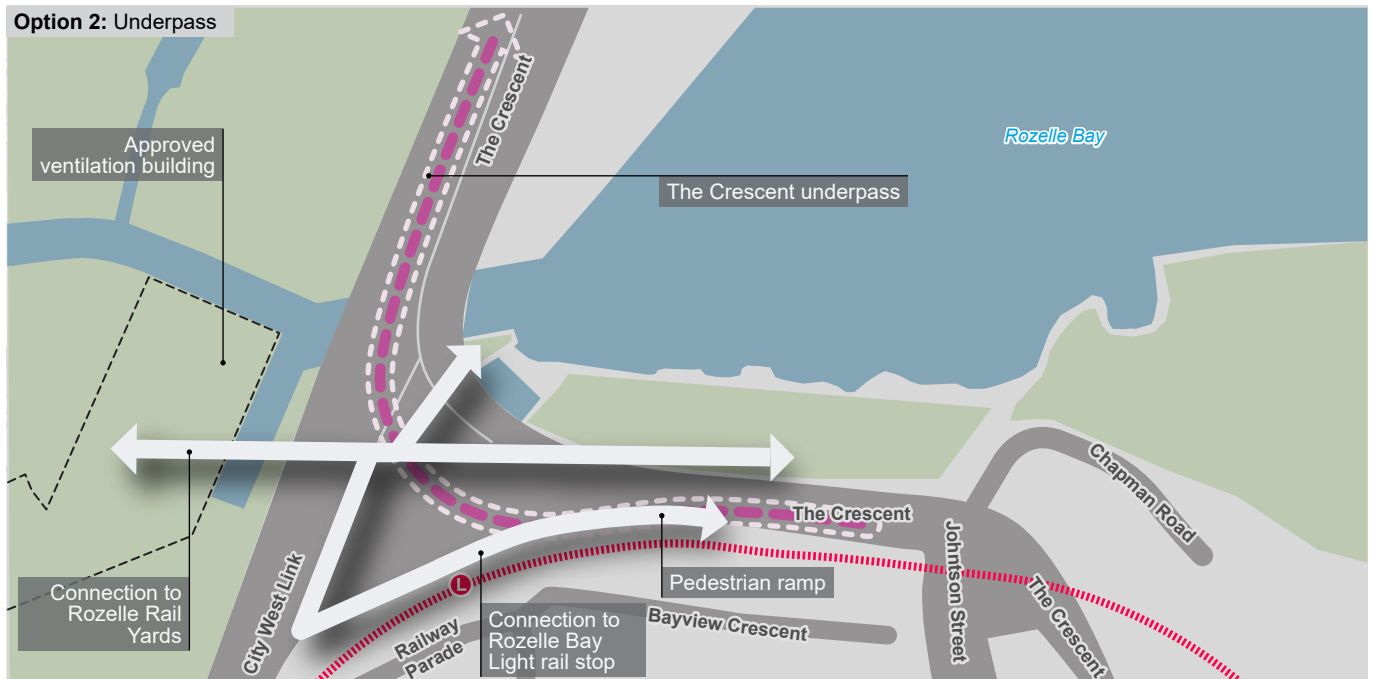 Option 2: Underpass
The Crescent
Rozelle Bay
Approved
ventilation building
The Crescent underpass
Chapman Road
The Crescent
Johntson Street
The Crescent
Pedestrian ramp
Connection to
Rozelle Rail
Yards
City West Link
L
Railway
Parade
Connection to
Rozelle Bay
Light rail stop
Bayview Crescent